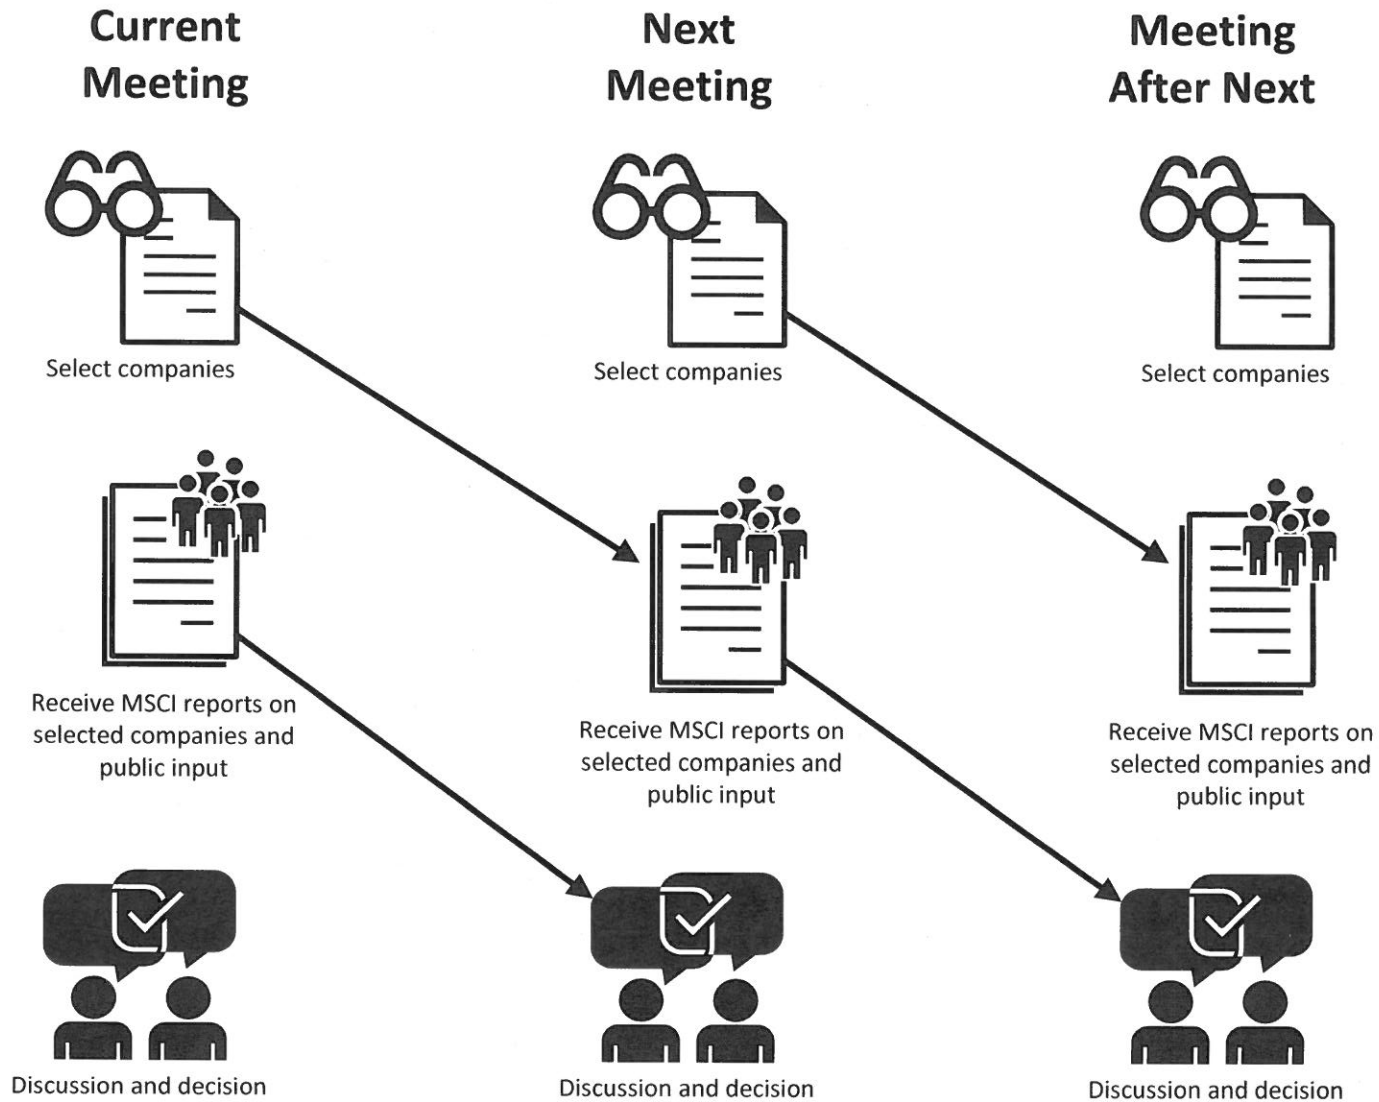 Current
Meeting
Next
Meeting
Meeting
After Next
Select companies
Select companies
Select companies
Receive MSCI reports on
selected companies and
public input
Receive MSCI reports on
selected companies and
public input
Receive MSCI reports on
selected companies and
public input
Discussion and decision
Discussion and decision
Discussion and decision